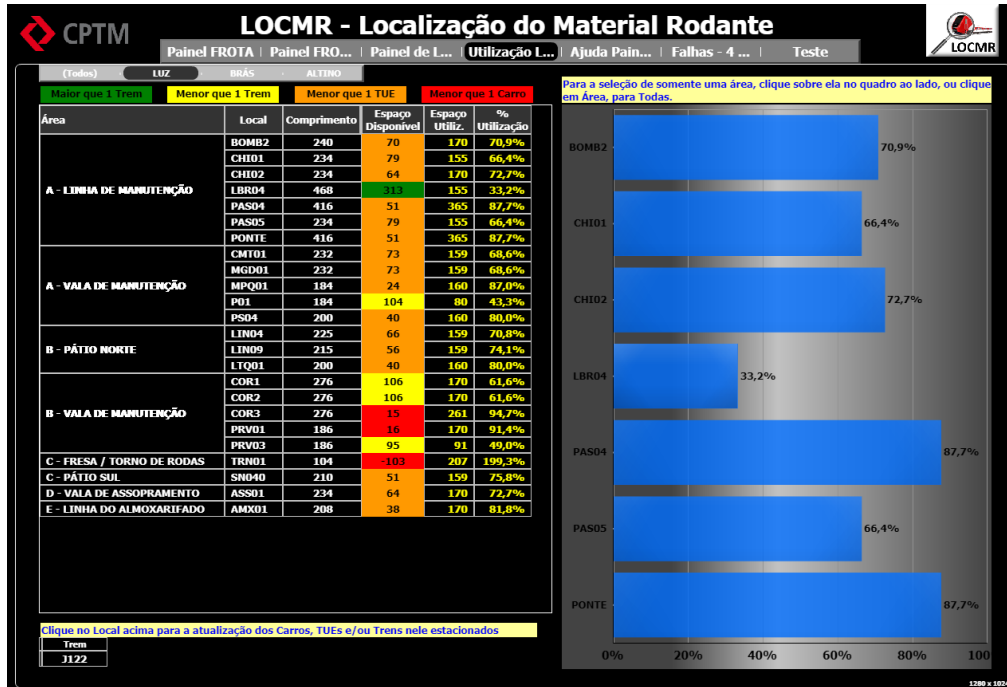 CPTM
LOCMR - Localização do Material Rodante
LOCMR
Painel FROTA | Painel FRO... | Painel de L... | Utilização L... | Ajuda Pain... | Falhas - 4 ... | Teste
(Todos) LUZ BRÁS ALTINO
Maior que 1 Trem Menor que 1 Trem Menor que 1 TUE Menor que 1 Carro
Área Local Comprimento Espaço Disponível Espaço Utiliz. % Utilização
A - LINHA DE MANUTENÇÃO
BOMB2 240 70 170 70,9%
CHI01 234 79 155 66,4%
CHI02 234 64 170 72,7%
LBR04 468 313 155 33,2%
PAS04 416 51 365 87,7%
PAS05 234 79 155 66,4%
PONTE 416 51 365 87,7%
A - VALA DE MANUTENÇÃO
CMT01 232 73 159 68,6%
MGD01 232 73 159 68,6%
MPQ01 184 24 160 87,0%
P01 184 104 80 43,3%
PS04 200 40 160 80,0%
B - PÁTIO NORTE
LIN04 225 66 159 70,8%
LIN09 215 56 159 74,1%
LTQ01 200 40 160 80,0%
B - VALA DE MANUTENÇÃO
COR1 276 106 170 61,6%
COR2 276 106 170 61,6%
COR3 276 15 261 94,7%
PRV01 186 16 170 91,4%
PRV03 186 95 91 49,0%
C - FRESA / TORNO DE RODAS TRN01 104 -103 207 199,3%
C - PÁTIO SUL SN040 210 51 159 75,8%
D - VALA DE ASSOPRAMENTO ASS01 234 64 170 72,7%
E - LINHA DO ALMOXARIFADO AMX01 208 38 170 81,8%
Clique no Local acima para a atualização dos Carros, TUEs e/ou Trens nele estacionados
Trem
J122
Para a seleção de somente uma área, clique sobre ela no quadro ao lado, ou clique
em Área, para Todas.
BOMB2 70,9%
CHI01 66,4%
CHI02 72,7%
LBR04 33,2%
PAS04 87,7%
PAS05 66,4%
PONTE 87,7%
0% 20% 40% 60% 80% 100
1280 x 102